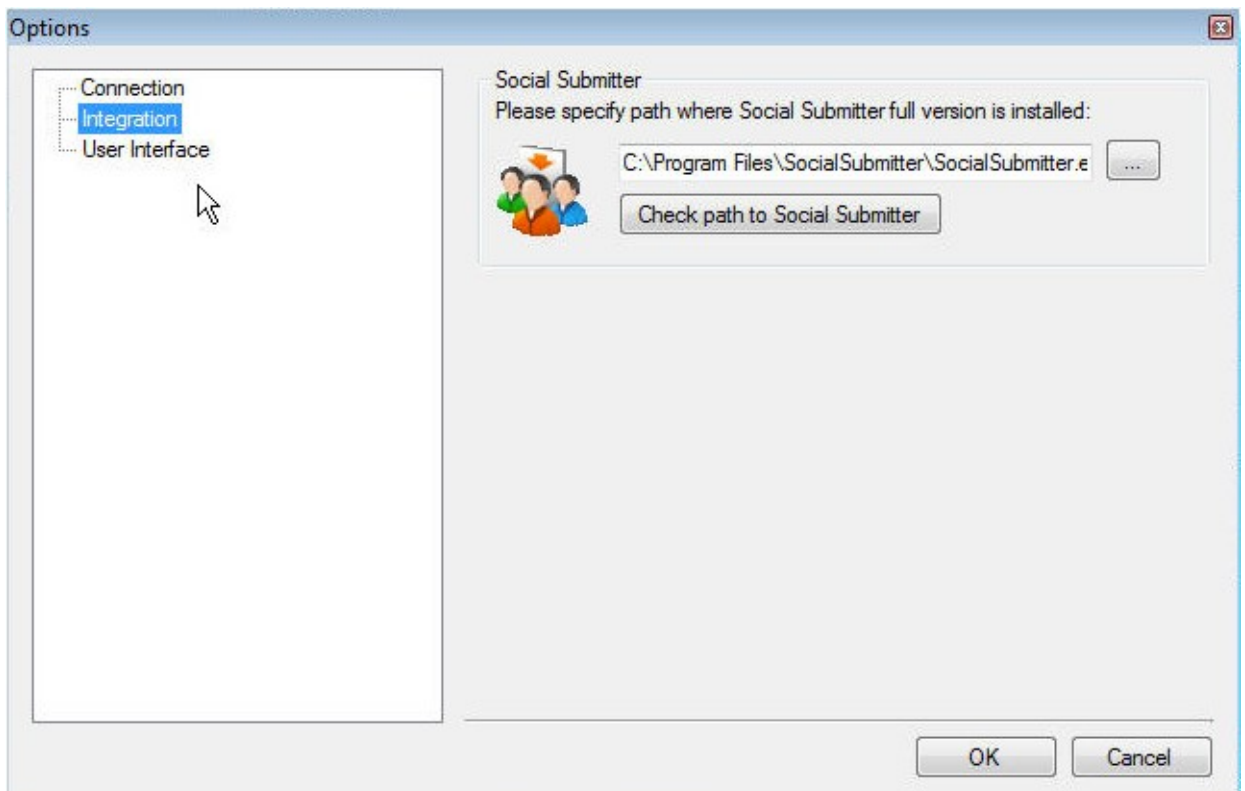 Options
Connection
Integration
User Interface
Social Submitter
Please specify path where Social Submitter full version is installed:
C:\Program Files\SocialSubmitter\SocialSubmitter.e
...
Check path to Social Submitter
OK
Cancel